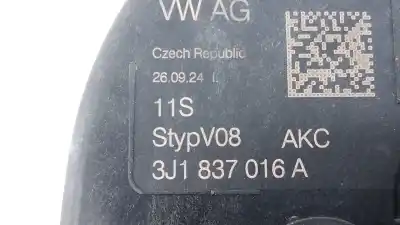 VW AG
Czech Republic
26.09.24 I.
11S
StypV08 AKC
3J1 837 016 A